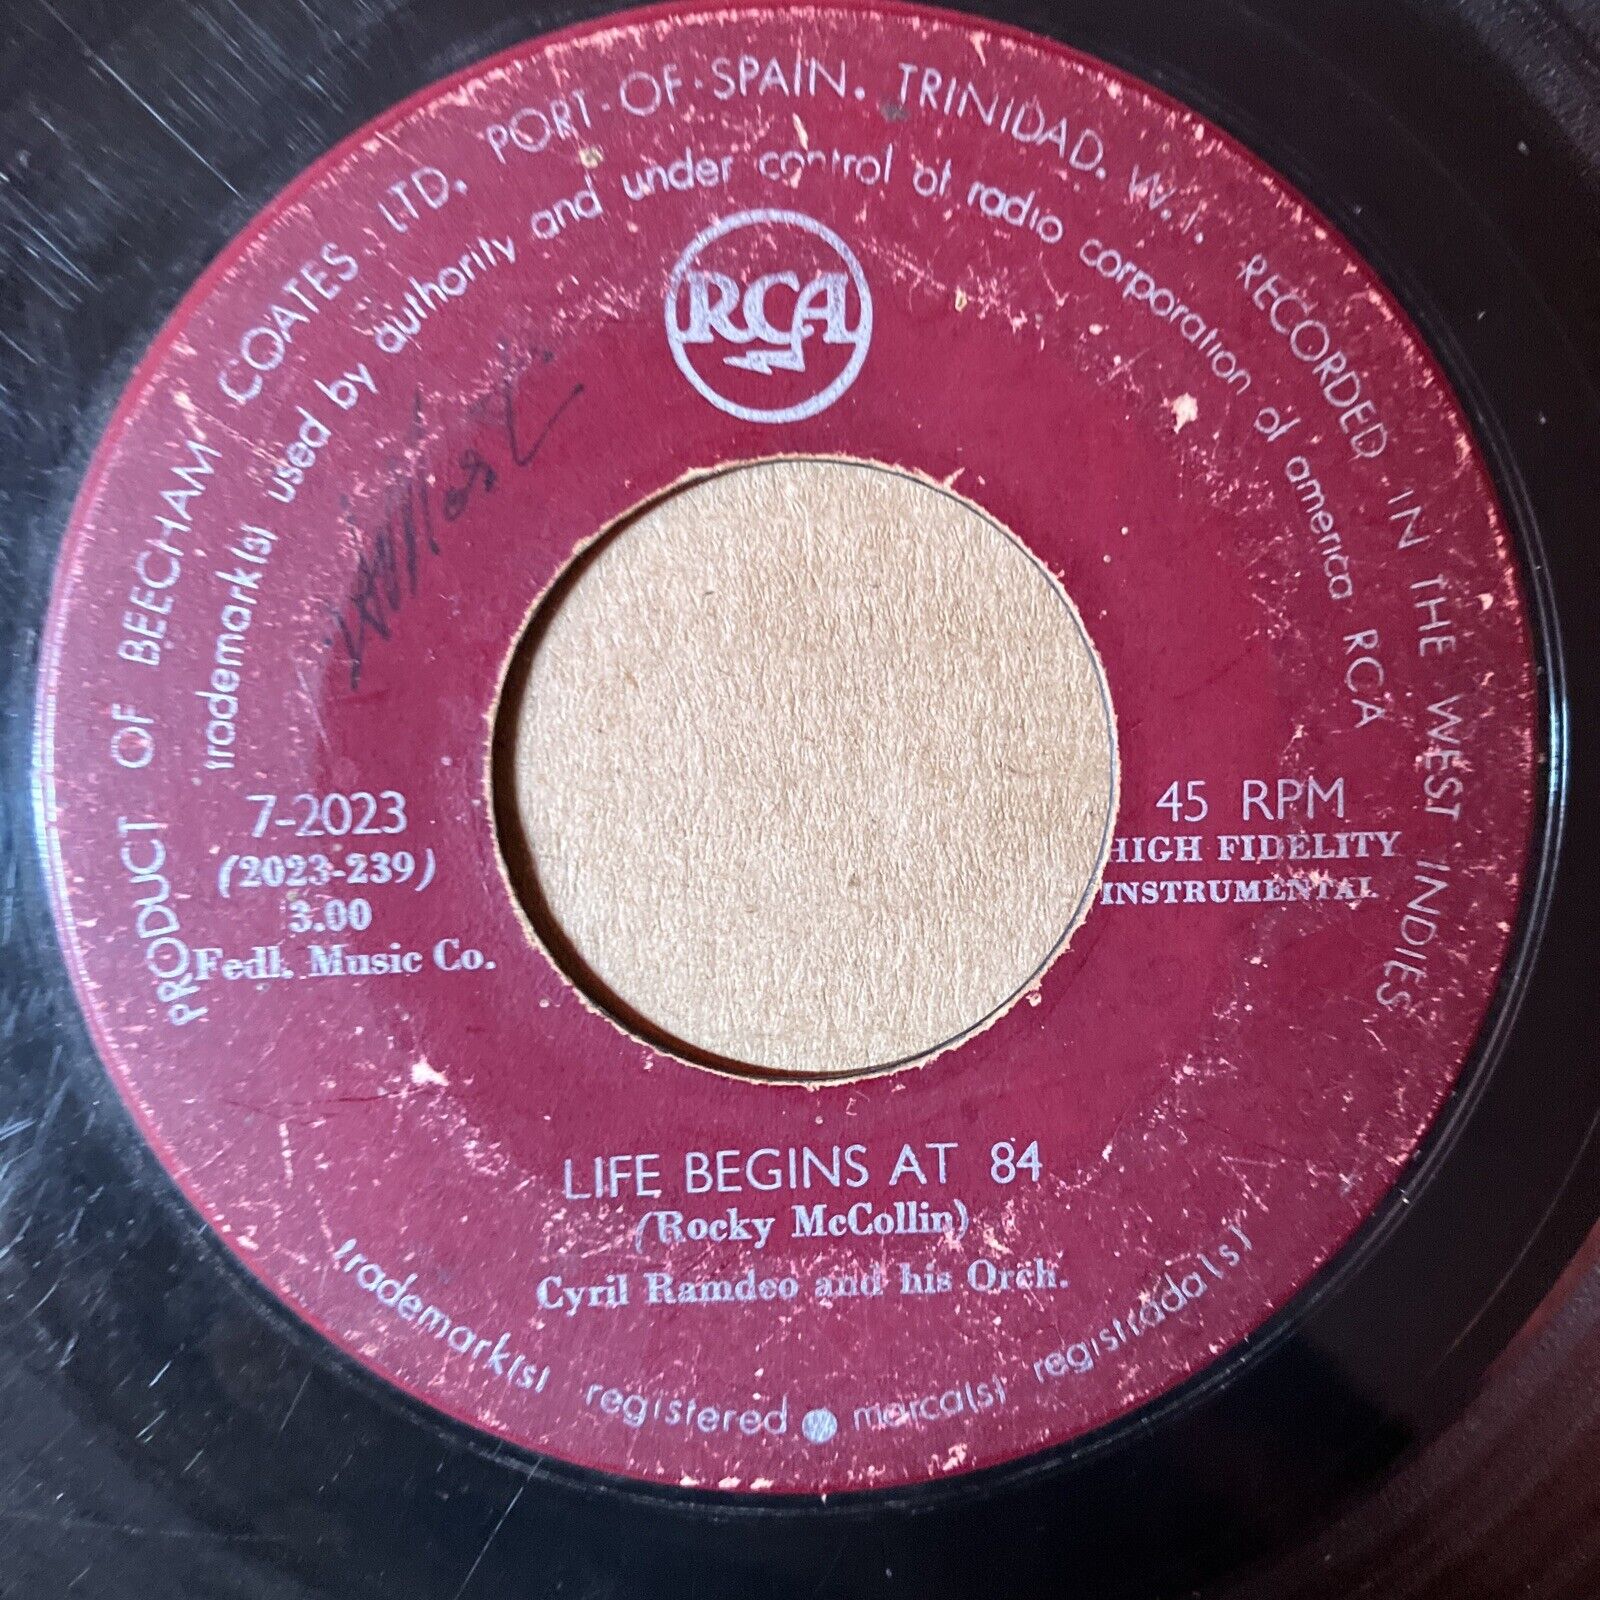 PRODUCT OF BEECHAM COATES LTD. PORT-OF-SPAIN. TRINIDAD. W.I. RECORDED IN THE WEST INDIES
trademark(s) used by authority and under control of radio corporation of america RCA
RCA
7-2023
(2023-239)
3.00
Fedl. Music Co.
45 RPM
HIGH FIDELITY
INSTRUMENTAL
LIFE BEGINS AT 84
(Rocky McCollin)
Cyril Ramdeo and his Orch.
trademark(s) registered marca(s) registrada(s)